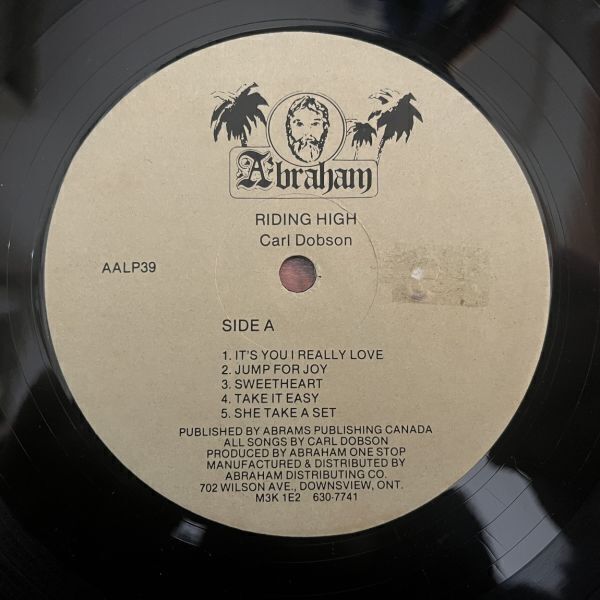 A'braham
RIDING HIGH
Carl Dobson
AALP39
SIDE A
1. IT'S YOU I REALLY LOVE
2. JUMP FOR JOY
3. SWEETHEART
4. TAKE IT EASY
5. SHE TAKE A SET
PUBLISHED BY ABRAMS PUBLISHING CANADA
ALL SONGS BY CARL DOBSON
PRODUCED BY ABRAHAM ONE STOP
MANUFACTURED & DISTRIBUTED BY
ABRAHAM DISTRIBUTING CO.
702 WILSON AVE., DOWNSVIEW, ONT.
M3K 1E2 630-7741